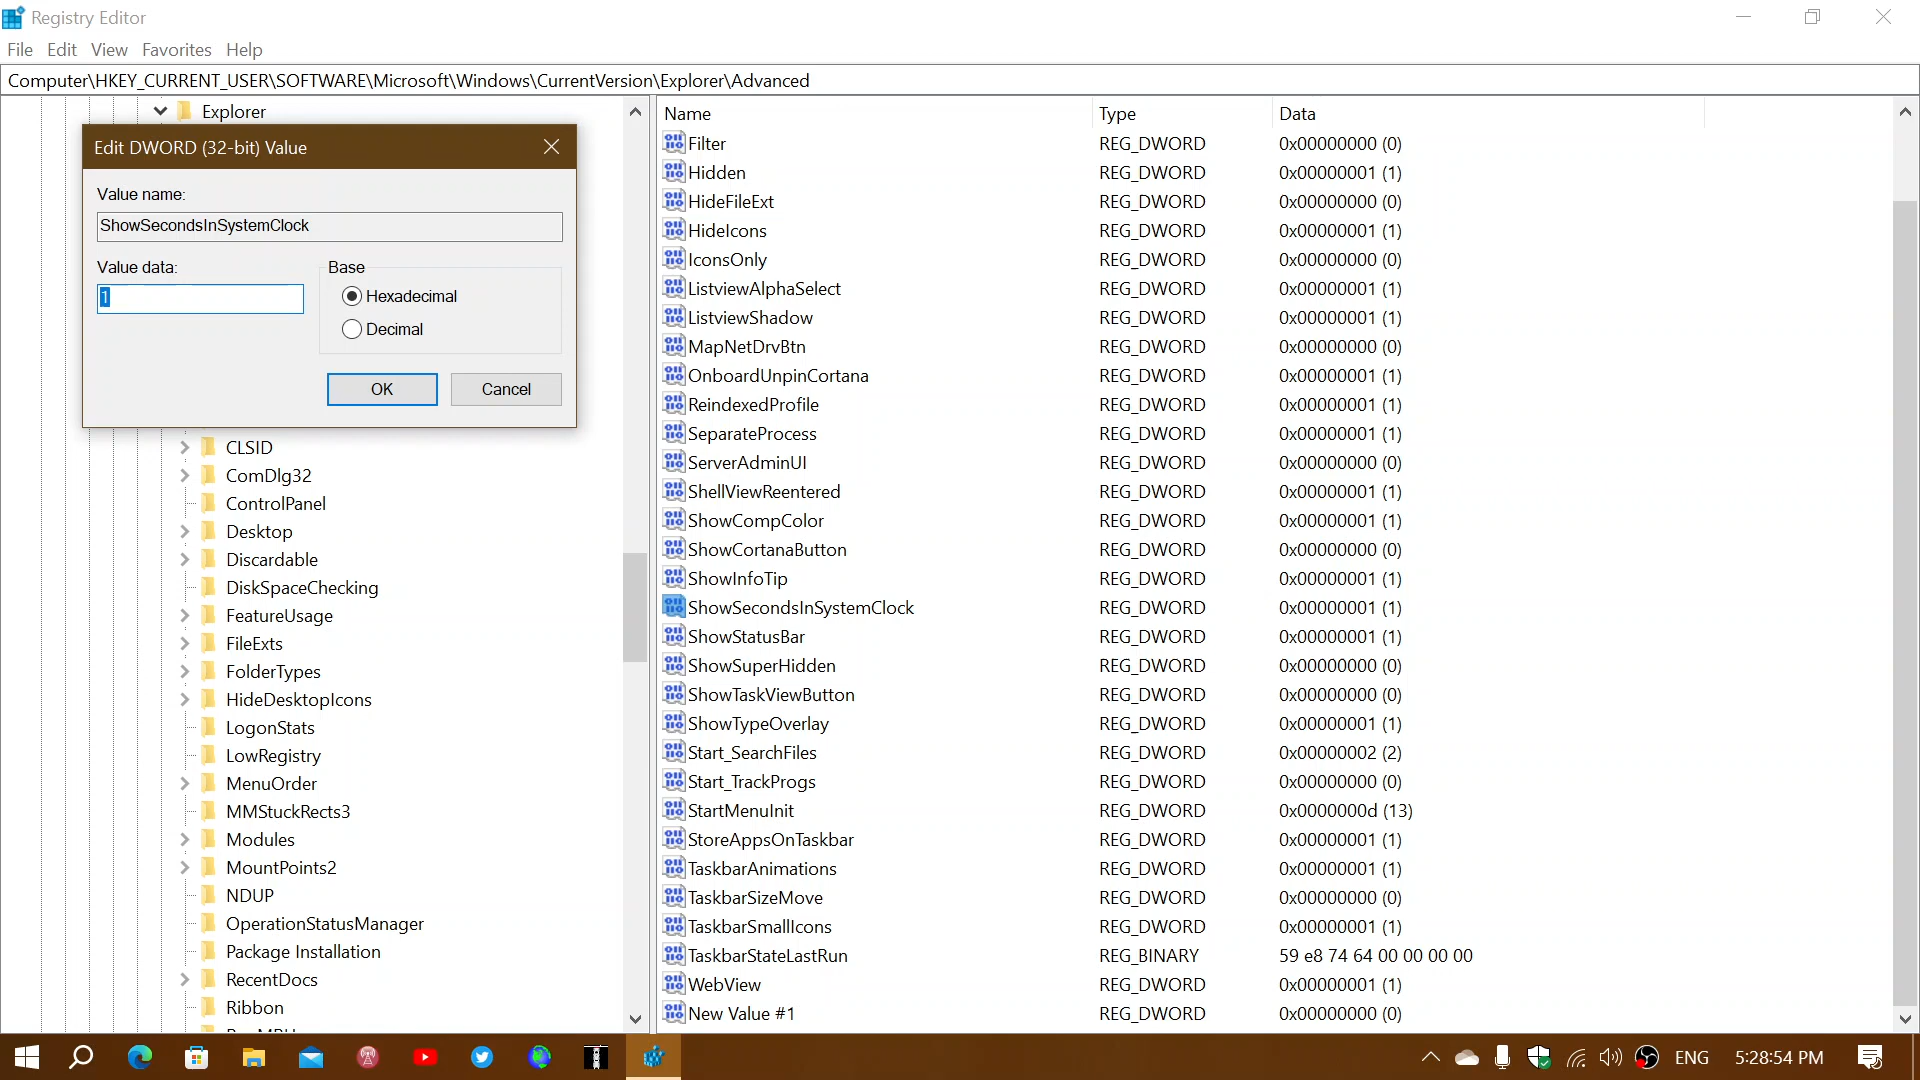 Registry Editor
File Edit View Favorites Help
Computer\HKEY_CURRENT_USER\SOFTWARE\Microsoft\Windows\CurrentVersion\Explorer\Advanced
Explorer
Edit DWORD (32-bit) Value
Value name:
ShowSecondsInSystemClock
Value data:
1
Base
Hexadecimal
Decimal
OK
Cancel
CLSID
ComDlg32
ControlPanel
Desktop
Discardable
DiskSpaceChecking
FeatureUsage
FileExts
FolderTypes
HideDesktopIcons
LogonStats
LowRegistry
MenuOrder
MMStuckRects3
Modules
MountPoints2
NDUP
OperationStatusManager
Package Installation
RecentDocs
Ribbon
Name Type Data
Filter REG_DWORD 0x00000000 (0)
Hidden REG_DWORD 0x00000001 (1)
HideFileExt REG_DWORD 0x00000000 (0)
HideIcons REG_DWORD 0x00000001 (1)
IconsOnly REG_DWORD 0x00000000 (0)
ListviewAlphaSelect REG_DWORD 0x00000001 (1)
ListviewShadow REG_DWORD 0x00000001 (1)
MapNetDrvBtn REG_DWORD 0x00000000 (0)
OnboardUnpinCortana REG_DWORD 0x00000001 (1)
ReindexedProfile REG_DWORD 0x00000001 (1)
SeparateProcess REG_DWORD 0x00000001 (1)
ServerAdminUI REG_DWORD 0x00000000 (0)
ShellViewReentered REG_DWORD 0x00000001 (1)
ShowCompColor REG_DWORD 0x00000001 (1)
ShowCortanaButton REG_DWORD 0x00000000 (0)
ShowInfoTip REG_DWORD 0x00000001 (1)
ShowSecondsInSystemClock REG_DWORD 0x00000001 (1)
ShowStatusBar REG_DWORD 0x00000001 (1)
ShowSuperHidden REG_DWORD 0x00000000 (0)
ShowTaskViewButton REG_DWORD 0x00000000 (0)
ShowTypeOverlay REG_DWORD 0x00000001 (1)
Start_SearchFiles REG_DWORD 0x00000002 (2)
Start_TrackProgs REG_DWORD 0x00000000 (0)
StartMenuInit REG_DWORD 0x0000000d (13)
StoreAppsOnTaskbar REG_DWORD 0x00000001 (1)
TaskbarAnimations REG_DWORD 0x00000001 (1)
TaskbarSizeMove REG_DWORD 0x00000000 (0)
TaskbarSmallIcons REG_DWORD 0x00000001 (1)
TaskbarStateLastRun REG_BINARY 59 e8 74 64 00 00 00 00
WebView REG_DWORD 0x00000001 (1)
New Value #1 REG_DWORD 0x00000000 (0)
ENG 5:28:54 PM